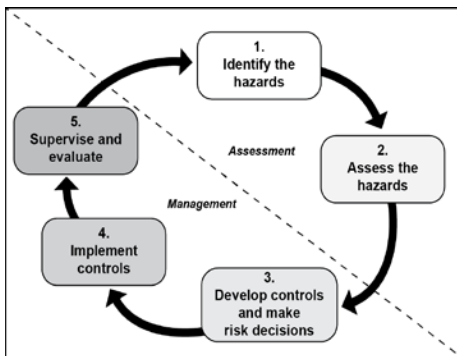 1.
Identify the
hazards
5.
Supervise and
evaluate
Assessment
2.
Assess the
hazards
Management
4.
Implement
controls
3.
Develop controls
and make
risk decisions